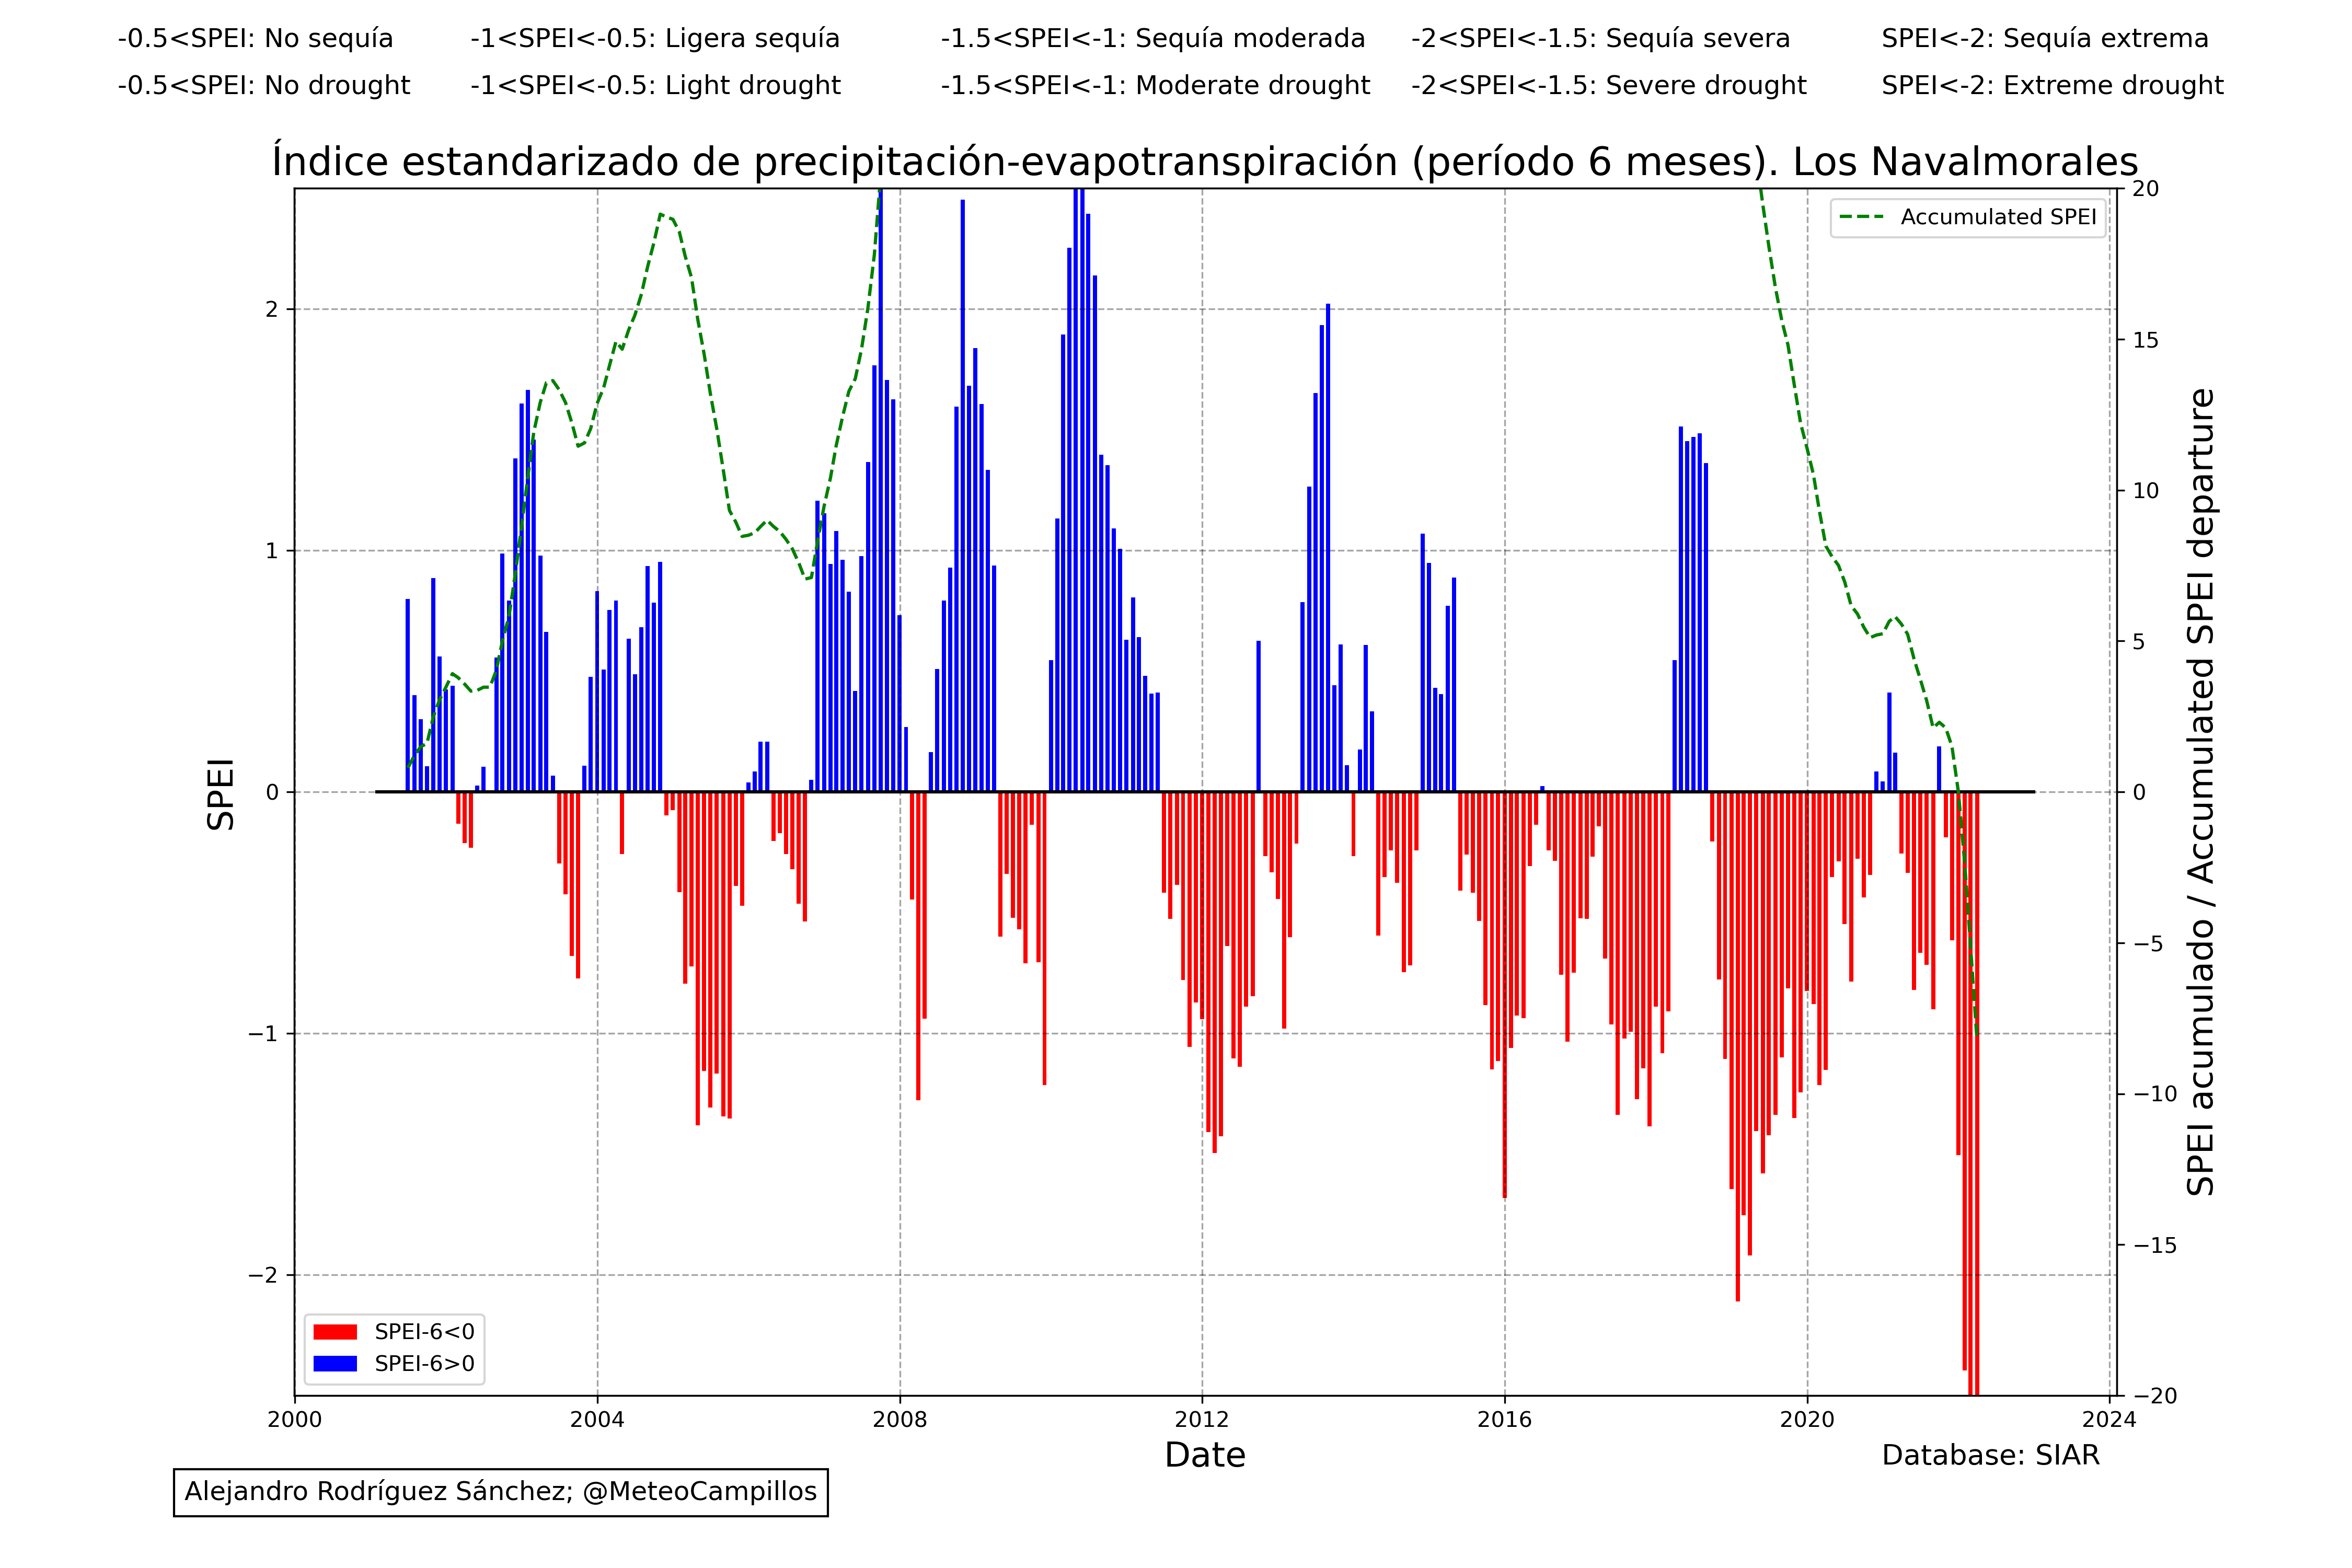 -0.5<SPEI: No sequía -1<SPEI<-0.5: Ligera sequía -1.5<SPEI<-1: Sequía moderada -2<SPEI<-1.5: Sequía severa SPEI<-2: Sequía extrema
-0.5<SPEI: No drought -1<SPEI<-0.5: Light drought -1.5<SPEI<-1: Moderate drought -2<SPEI<-1.5: Severe drought SPEI<-2: Extreme drought
Índice estandarizado de precipitación-evapotranspiración (período 6 meses). Los Navalmorales
Accumulated SPEI
SPEI
2
1
0
−1
−2
20
15
10
5
0
−5
−10
−15
−20
SPEI acumulado / Accumulated SPEI departure
SPEI-6<0
SPEI-6>0
2000 2004 2008 2012 2016 2020 2024
Date
Database: SIAR
Alejandro Rodríguez Sánchez; @MeteoCampillos